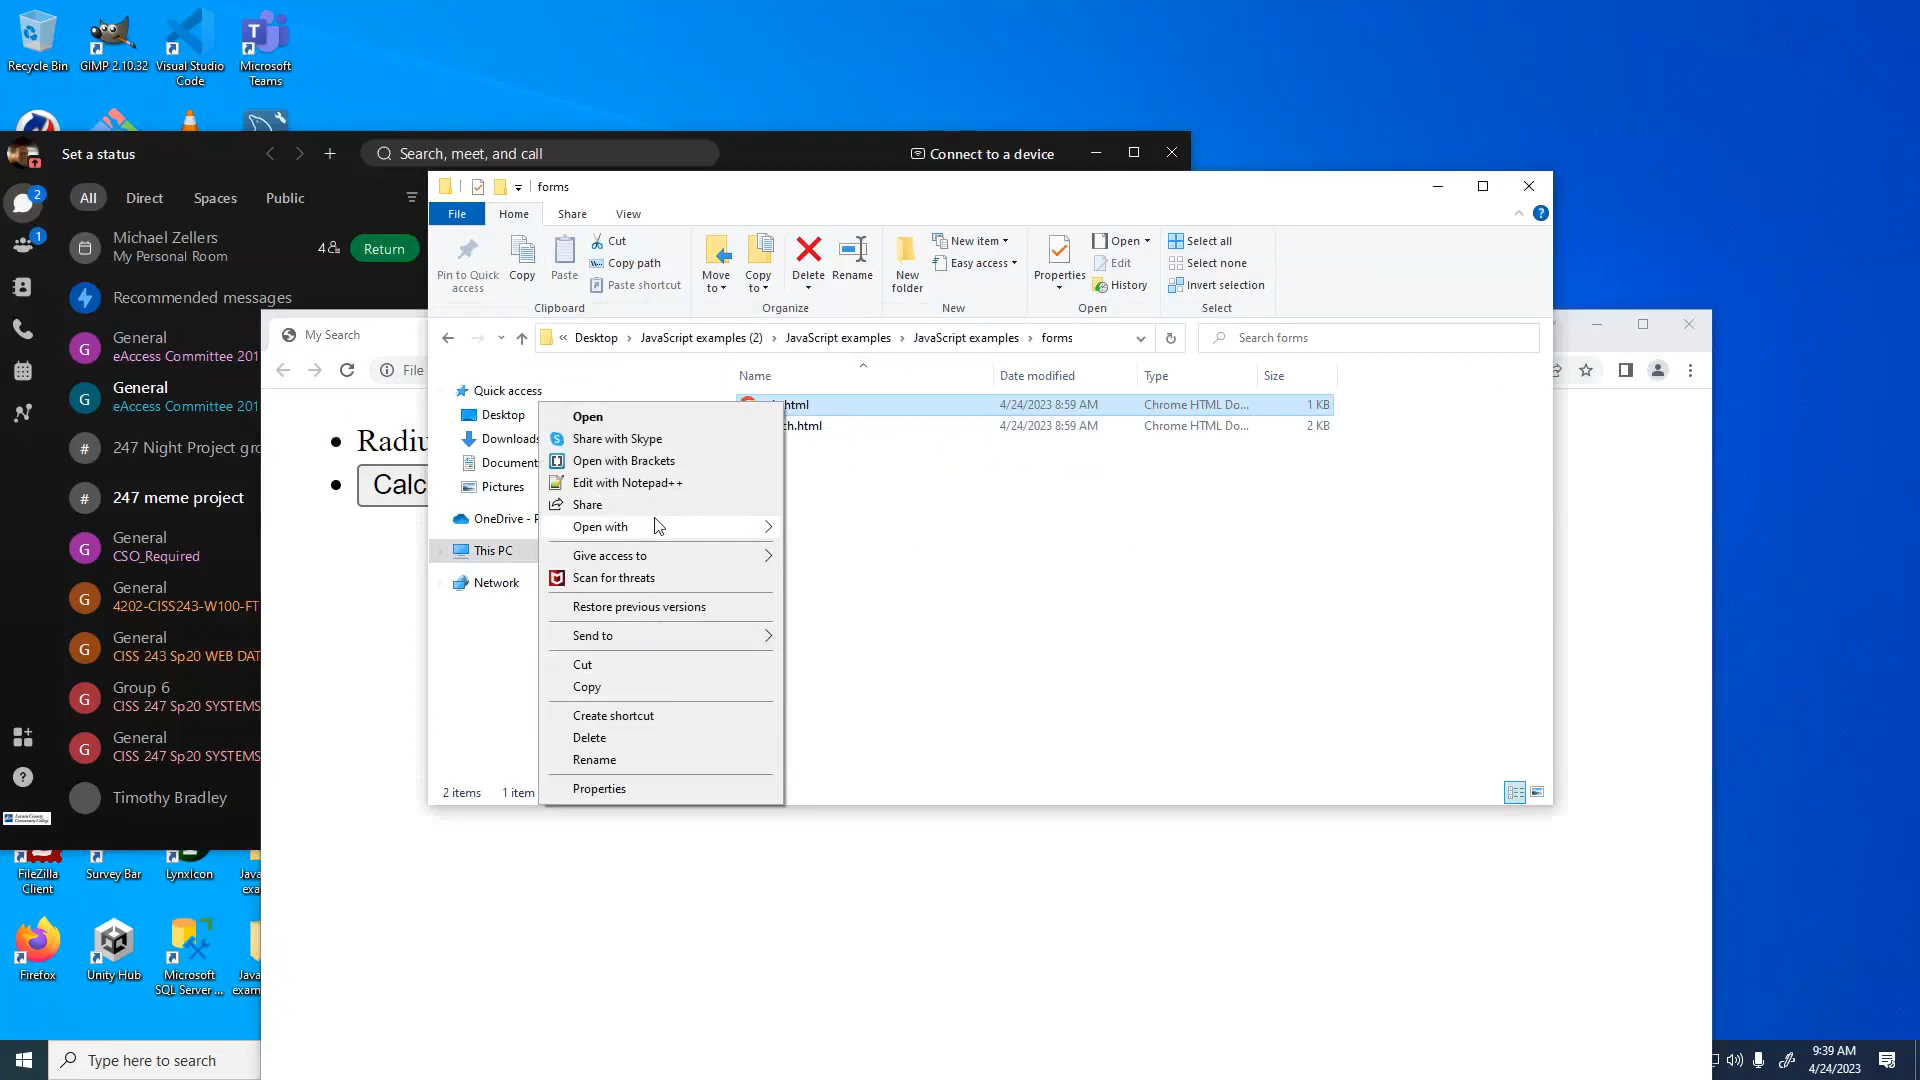 Recycle Bin
GIMP 2.10.32
Visual Studio
Code
Microsoft
Teams
Set a status
Search, meet, and call
Connect to a device
All
Direct
Spaces
Public
2
1
Michael Zellers
My Personal Room
4
Return
Recommended messages
G
General
eAccess Committee 201
G
General
eAccess Committee 201
#
247 Night Project gro
#
247 meme project
G
General
CSO_Required
G
General
4202-CISS243-W100-FT
G
General
CISS 243 Sp20 WEB DAT
G
Group 6
CISS 247 Sp20 SYSTEMS
G
General
CISS 247 Sp20 SYSTEMS
Timothy Bradley
forms
File
Home
Share
View
Pin to Quick
access
Copy
Paste
Cut
Copy path
Paste shortcut
Clipboard
Move
to
Copy
to
Delete
Rename
Organize
New
folder
New item
Easy access
New
Properties
Open
Edit
History
Open
Select all
Select none
Invert selection
Select
« Desktop › JavaScript examples (2) › JavaScript examples › JavaScript examples › forms
Search forms
Name
Date modified
Type
Size
html
4/24/2023 8:59 AM
Chrome HTML Do...
1 KB
ch.html
4/24/2023 8:59 AM
Chrome HTML Do...
2 KB
Quick access
Desktop
Downloads
Document
Pictures
OneDrive - P
This PC
Network
2 items
1 item
Open
Share with Skype
Open with Brackets
Edit with Notepad++
Share
Open with
Give access to
Scan for threats
Restore previous versions
Send to
Cut
Copy
Create shortcut
Delete
Rename
Properties
My Search
File
Radiu
Calc
FileZilla
Client
Survey Bar
LynxIcon
Java
exa
Firefox
Unity Hub
Microsoft
SQL Server ...
Java
exam
Type here to search
9:39 AM
4/24/2023